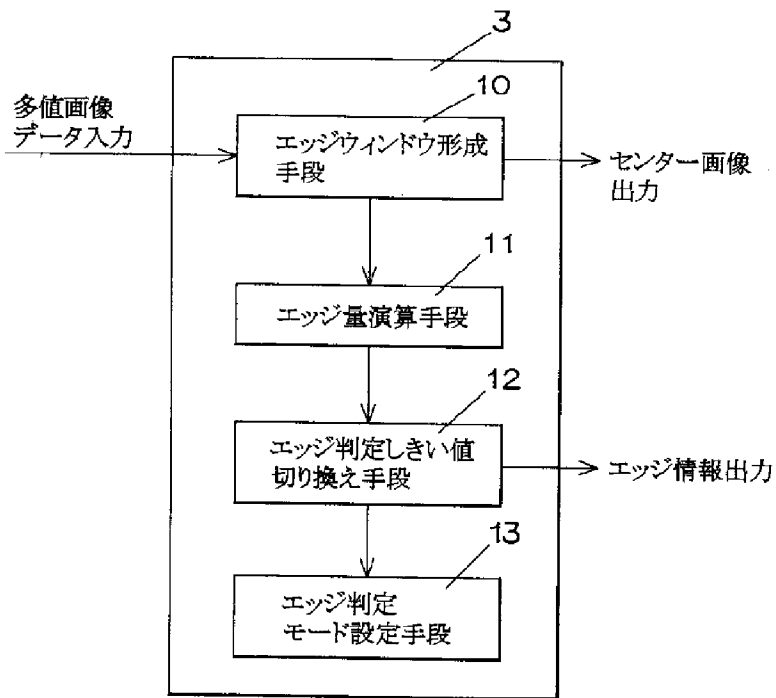 3
多値画像
データ入力
10
エッジウィンドウ形成
手段
センター画像
出力
11
エッジ量演算手段
12
エッジ判定しきい値
切り換え手段
エッジ情報出力
13
エッジ判定
モード設定手段